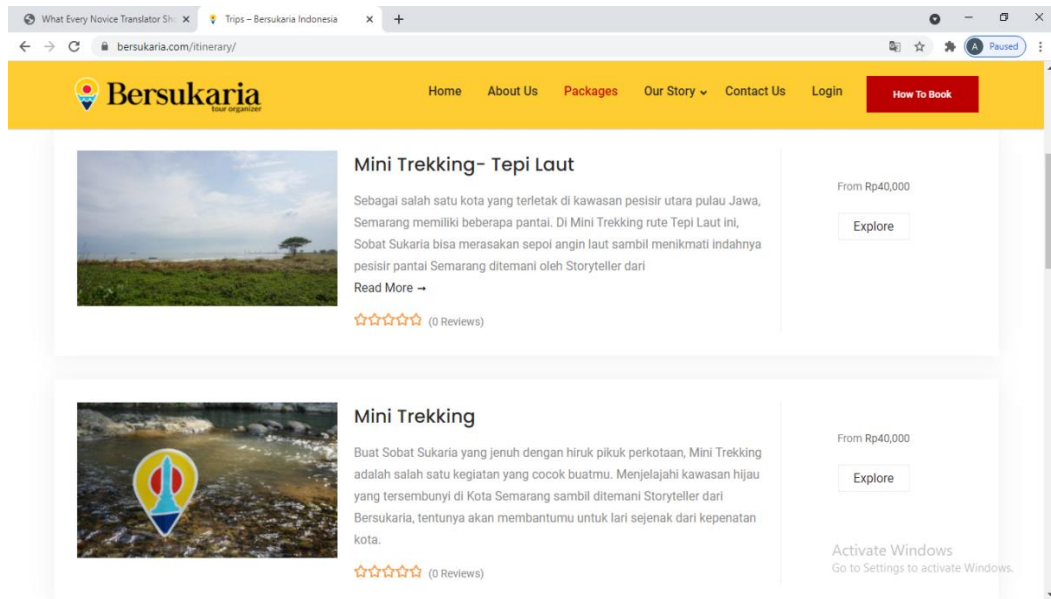 What Every Novice Translator Sh
Trips – Bersukaria Indonesia
bersukaria.com/itinerary/
A Paused
Bersukaria
tour organizer
Home About Us Packages Our Story Contact Us Login How To Book
Mini Trekking- Tepi Laut
Sebagai salah satu kota yang terletak di kawasan pesisir utara pulau Jawa,
Semarang memiliki beberapa pantai. Di Mini Trekking rute Tepi Laut ini,
Sobat Sukaria bisa merasakan sepoi angin laut sambil menikmati indahnya
pesisir pantai Semarang ditemani oleh Storyteller dari
Read More →
(0 Reviews)
From Rp40,000
Explore
Mini Trekking
Buat Sobat Sukaria yang jenuh dengan hiruk pikuk perkotaan, Mini Trekking
adalah salah satu kegiatan yang cocok buatmu. Menjelajahi kawasan hijau
yang tersembunyi di Kota Semarang sambil ditemani Storyteller dari
Bersukaria, tentunya akan membantumu untuk lari sejenak dari kepenatan
kota.
(0 Reviews)
From Rp40,000
Explore
Activate Windows
Go to Settings to activate Windows.